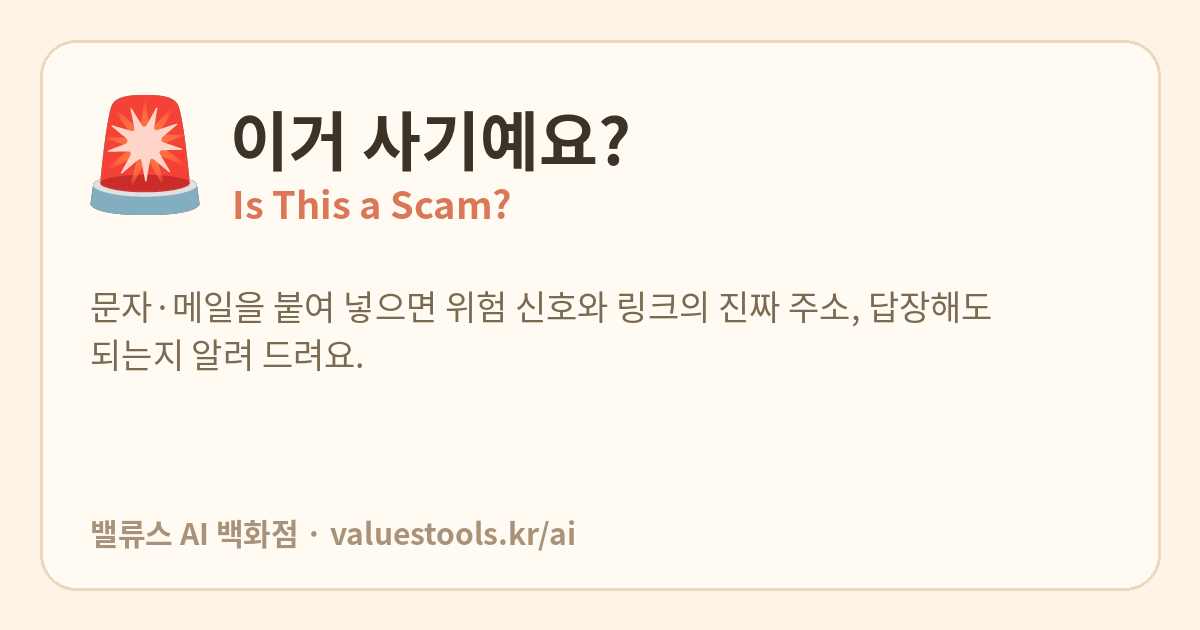 이거 사기예요?
Is This a Scam?
문자·메일을 붙여 넣으면 위험 신호와 링크의 진짜 주소, 답장해도
되는지 알려 드려요.
밸류스 AI 백화점 · valuestools.kr/ai